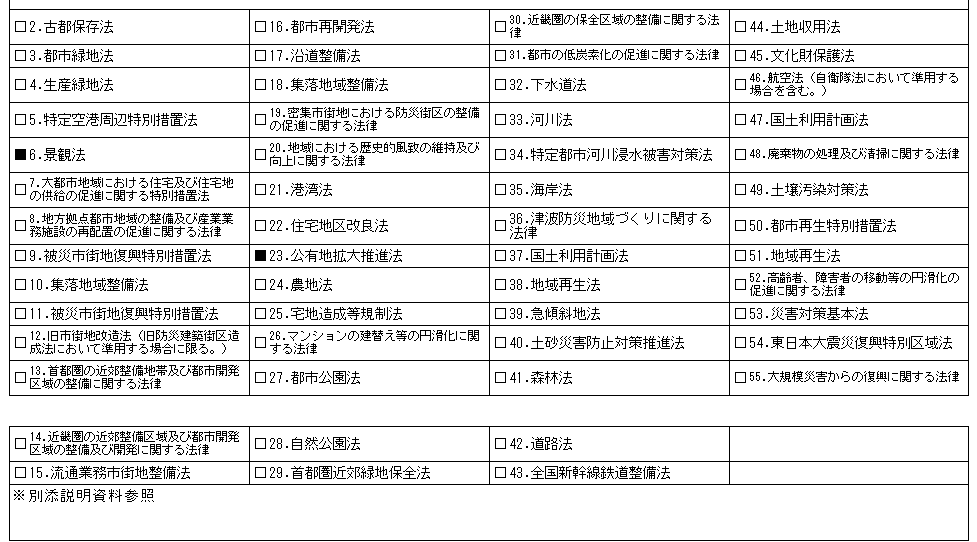 □2.古都保存法
□16.都市再開発法
□30.近畿圏の保全区域の整備に関する法
律
□44.土地収用法
□3.都市緑地法
□17.沿道整備法
□31.都市の低炭素化の促進に関する法律
□45.文化財保護法
□4.生産緑地法
□18.集落地域整備法
□32.下水道法
□46.航空法（自衛隊法において準用する
場合を含む。）
□5.特定空港周辺特別措置法
□19.密集市街地における防災街区の整備
の促進に関する法律
□33.河川法
□47.国土利用計画法
■6.景観法
□20.地域における歴史的風致の維持及び
向上に関する法律
□34.特定都市河川浸水被害対策法
□48.廃棄物の処理及び清掃に関する法律
□7.大都市地域における住宅及び住宅地
の供給の促進に関する特別措置法
□21.港湾法
□35.海岸法
□49.土壌汚染対策法
□8.地方拠点都市地域の整備及び産業業
務施設の再配置の促進に関する法律
□22.住宅地区改良法
□36.津波防災地域づくりに関する
法律
□50.都市再生特別措置法
□9.被災市街地復興特別措置法
■23.公有地拡大推進法
□37.国土利用計画法
□51.地域再生法
□10.集落地域整備法
□24.農地法
□38.地域再生法
□52.高齢者、障害者の移動等の円滑化の
促進に関する法律
□11.被災市街地復興特別措置法
□25.宅地造成等規制法
□39.急傾斜地法
□53.災害対策基本法
□12.旧市街地改造法（旧防災建築街区造
成法において準用する場合に限る。）
□26.マンションの建替え等の円滑化に関
する法律
□40.土砂災害防止対策推進法
□54.東日本大震災復興特別区域法
□13.首都圏の近郊整備地帯及び都市開発
区域の整備に関する法律
□27.都市公園法
□41.森林法
□55.大規模災害からの復興に関する法律
□14.近畿圏の近郊整備区域及び都市開発
区域の整備及び開発に関する法律
□28.自然公園法
□42.道路法
□15.流通業務市街地整備法
□29.首都圏近郊緑地保全法
□43.全国新幹線鉄道整備法
※別添説明資料参照